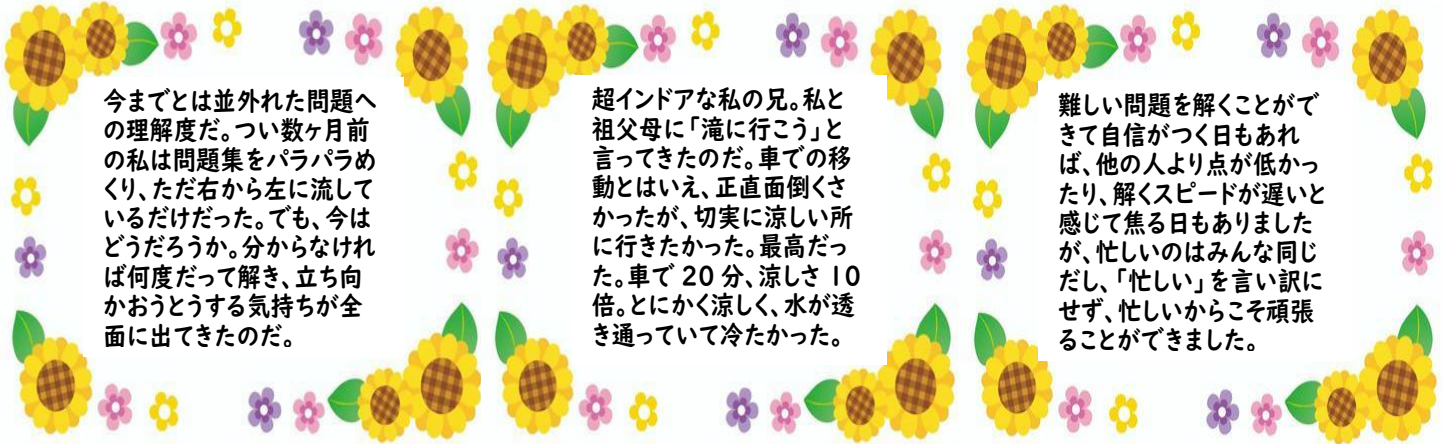 今までとは並外れた問題へ
の理解度だ。つい数ヶ月前
の私は問題集をパラパラめ
くり、ただ右から左に流して
いるだけだった。でも、今は
どうだろうか。分からなけれ
ば何度だって解き、立ち向
かおうとうする気持ちが全
面に出てきたのだ。
超インドアな私の兄。私と
祖父母に「滝に行こう」と
言ってきたのだ。車での移
動とはいえ、正直面倒くさ
かったが、切実に涼しい所
に行きたかった。最高だっ
た。車で 20 分、涼しさ 10
倍。とにかく涼しく、水が透
き通っていて冷たかった。
難しい問題を解くことがで
きて自信がつく日もあれ
ば、他の人より点が低かっ
たり、解くスピードが遅いと
感じて焦る日もありました
が、忙しいのはみんな同じ
だし、「忙しい」を言い訳に
せず、忙しいからこそ頑張
ることができました。